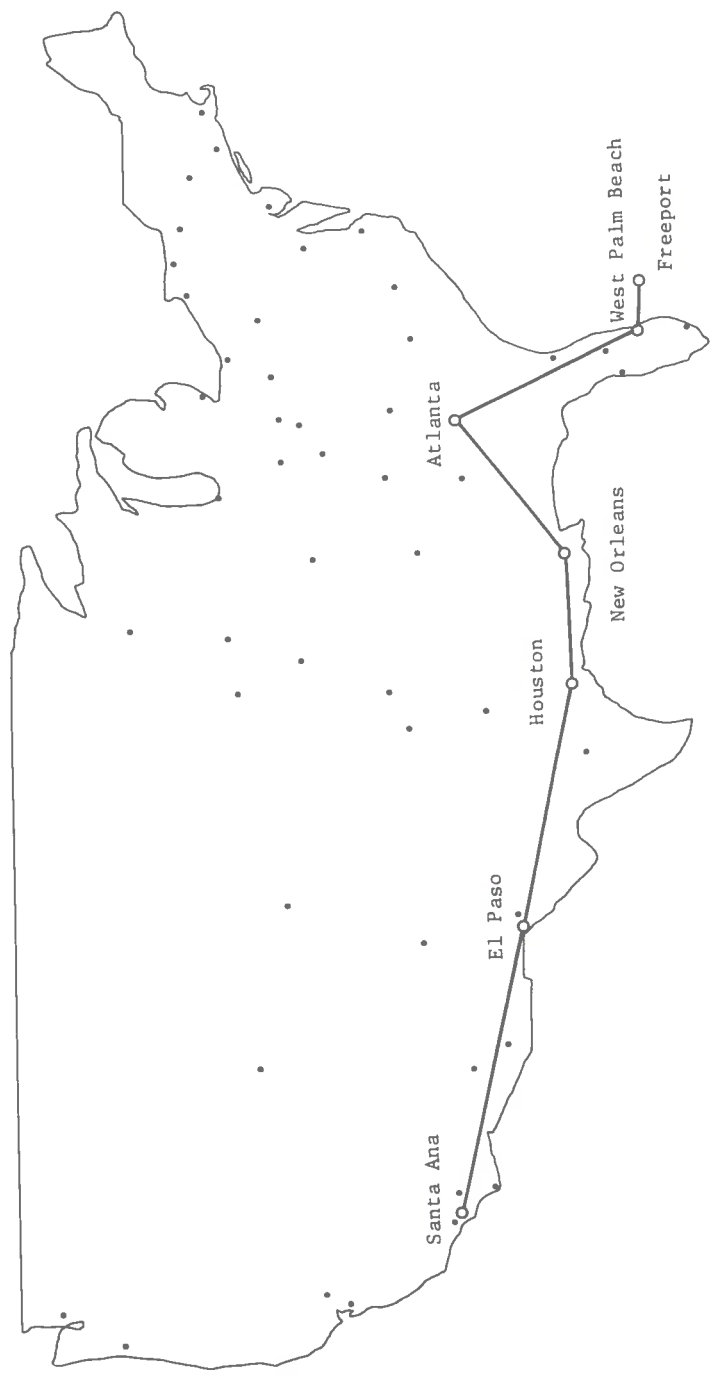 Santa Ana
El Paso
Houston
New Orleans
Atlanta
West Palm Beach
Freeport